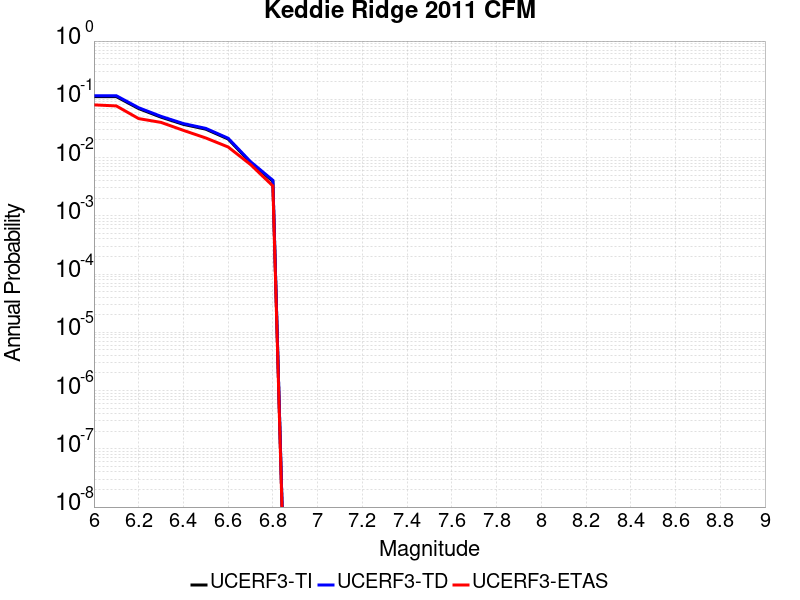 Keddie Ridge 2011 CFM
10^0
10^-1
10^-2
10^-3
10^-4
10^-5
10^-6
10^-7
10^-8
Annual Probability
6 6.2 6.4 6.6 6.8 7 7.2 7.4 7.6 7.8 8 8.2 8.4 8.6 8.8 9
Magnitude
UCERF3-TI UCERF3-TD UCERF3-ETAS